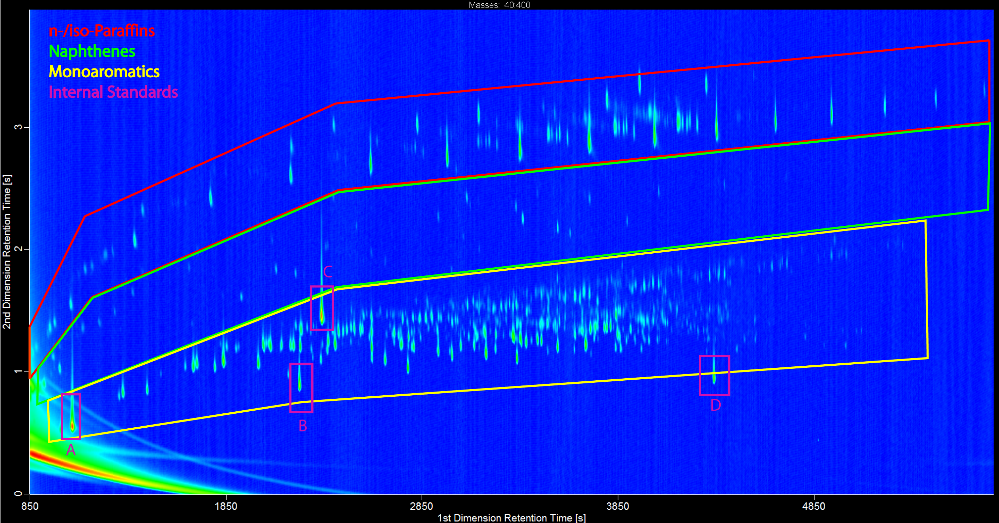 Masses: 40:400
n-/iso-Paraffins
Naphthenes
Monoaromatics
Internal Standards
2nd Dimension Retention Time [s]
3
2
1
0
C
B
D
A
850
1850
2850
3850
4850
1st Dimension Retention Time [s]